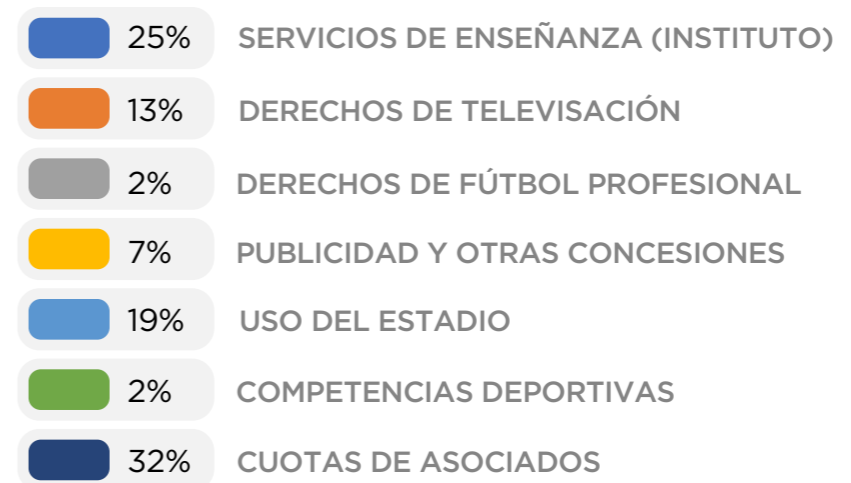 25% SERVICIOS DE ENSEÑANZA (INSTITUTO)
13% DERECHOS DE TELEVISACIÓN
2% DERECHOS DE FÚTBOL PROFESIONAL
7% PUBLICIDAD Y OTRAS CONCESIONES
19% USO DEL ESTADIO
2% COMPETENCIAS DEPORTIVAS
32% CUOTAS DE ASOCIADOS